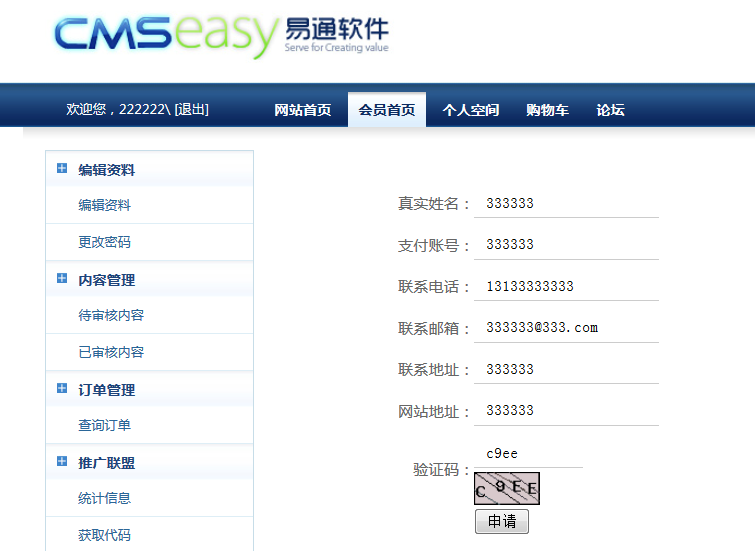 CMSeasy 易通软件
Serve for Creating value
欢迎您，222222\ [退出] 网站首页 会员首页 个人空间 购物车 论坛
编辑资料
编辑资料
更改密码
内容管理
待审核内容
已审核内容
订单管理
查询订单
推广联盟
统计信息
获取代码
真实姓名： 333333
支付账号： 333333
联系电话： 13133333333
联系邮箱： 333333@333.com
联系地址： 333333
网站地址： 333333
验证码： c9ee
C9EE
申请